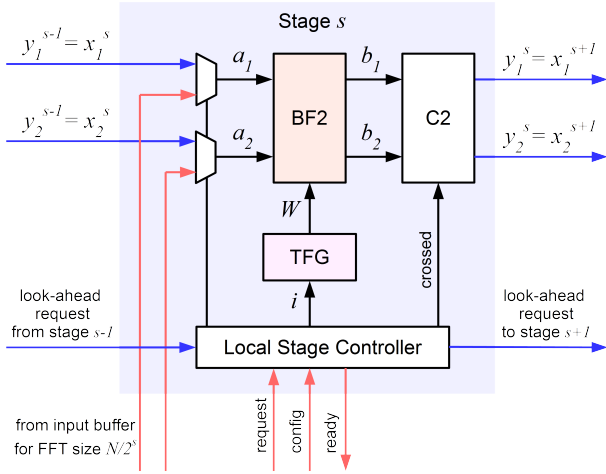 Stage s
y₁ˢ⁻¹= x₁ˢ
a₁
b₁
y₁ˢ= x₁ˢ⁺¹
BF2
C2
y₂ˢ⁻¹= x₂ˢ
a₂
b₂
y₂ˢ= x₂ˢ⁺¹
W
TFG
crossed
i
look-ahead
request
from stage s-1
look-ahead
request
to stage s+1
Local Stage Controller
from input buffer
for FFT size N/2ˢ
request
config
ready